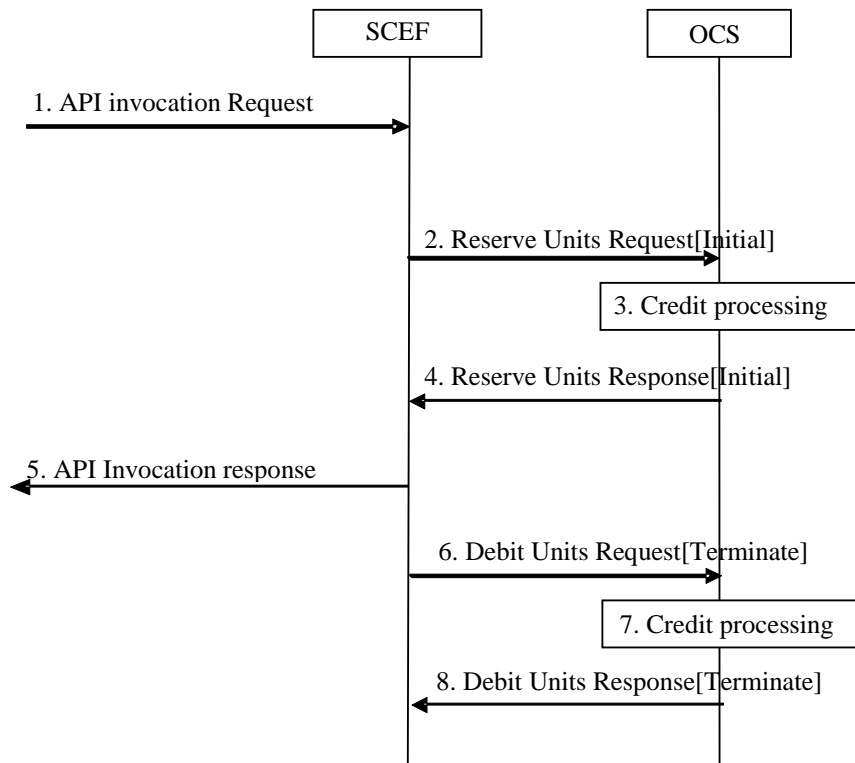 SCEF
OCS
1. API invocation Request
2. Reserve Units Request[Initial]
3. Credit processing
4. Reserve Units Response[Initial]
5. API Invocation response
6. Debit Units Request[Terminate]
7. Credit processing
8. Debit Units Response[Terminate]